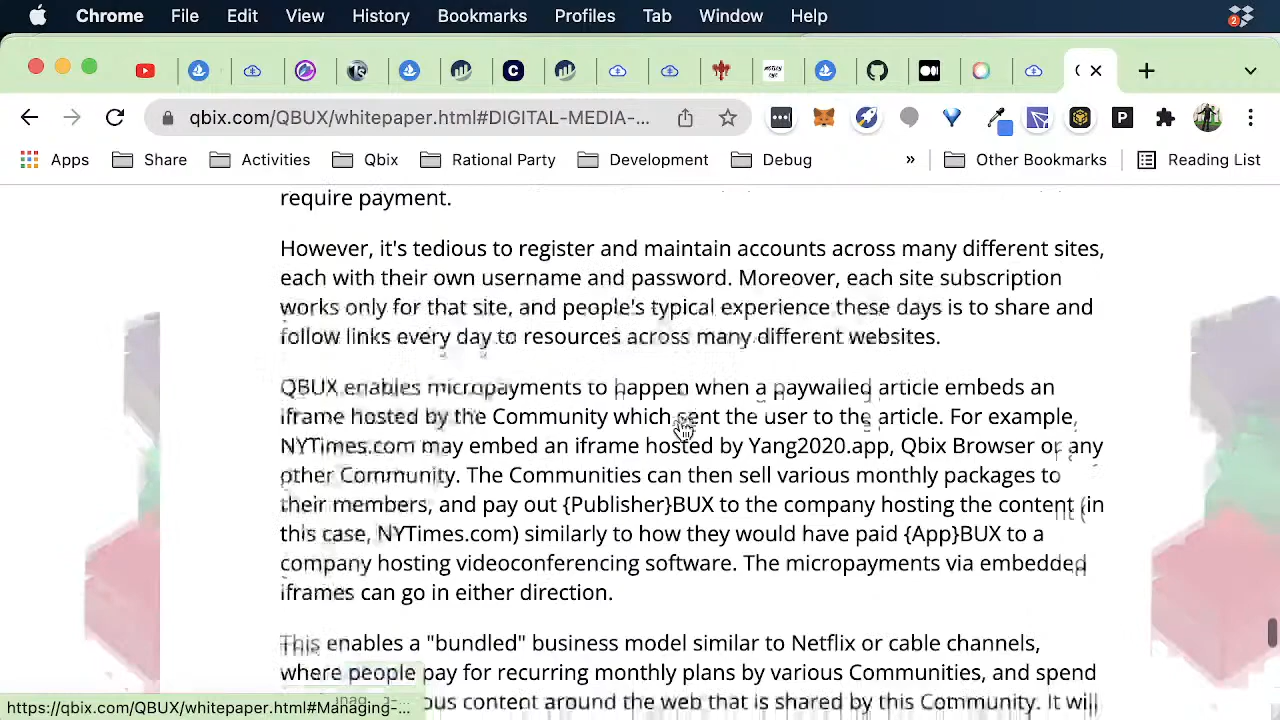 Chrome File Edit View History Bookmarks Profiles Tab Window Help
2
qbix.com/QBUX/whitepaper.html#DIGITAL-MEDIA-...
Apps Share Activities Qbix Rational Party Development Debug » Other Bookmarks Reading List
require payment.
However, it's tedious to register and maintain accounts across many different sites,
each with their own username and password. Moreover, each site subscription
works only for that site, and people's typical experience these days is to share and
follow links every day to resources across many different websites.
QBUX enables micropayments to happen when a paywalled article embeds an
iframe hosted by the Community which sent the user to the article. For example,
NYTimes.com may embed an iframe hosted by Yang2020.app, Qbix Browser or any
other Community. The Communities can then sell various monthly packages to
their members, and pay out {Publisher}BUX to the company hosting the content (in
this case, NYTimes.com) similarly to how they would have paid {App}BUX to a
company hosting videoconferencing software. The micropayments via embedded
iframes can go in either direction.
This enables a "bundled" business model similar to Netflix or cable channels,
where people pay for recurring monthly plans by various Communities, and spend
content around the web that is shared by this Community. It will
https://qbix.com/QBUX/whitepaper.html#Managing-...